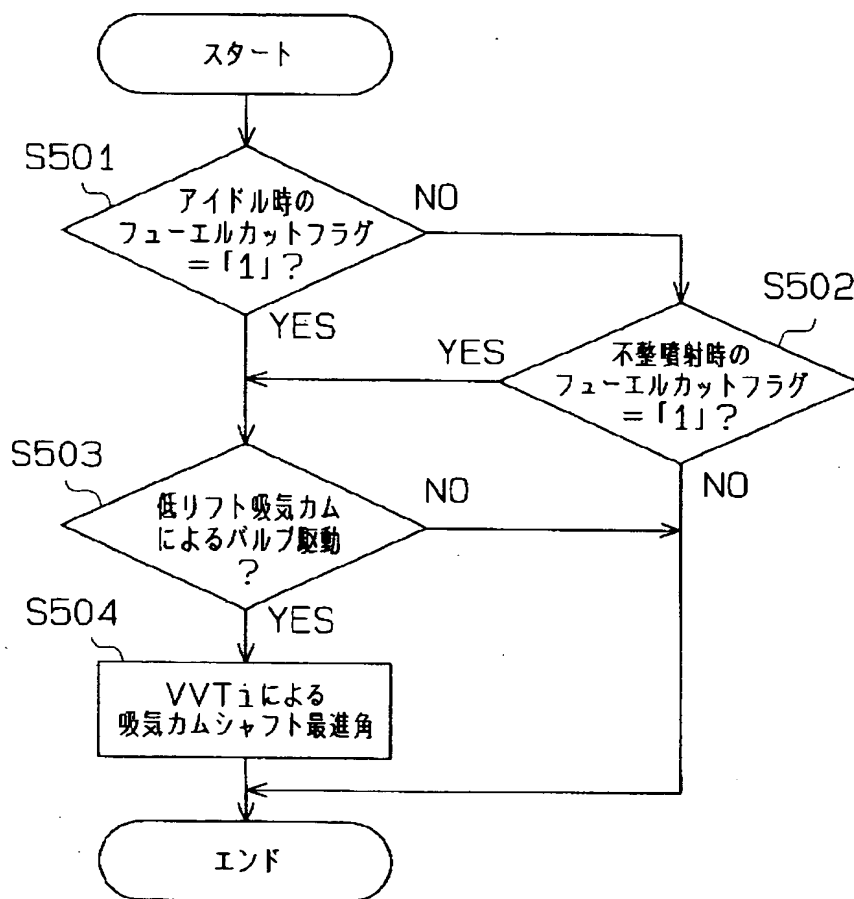 スタート
S501
アイドル時の
フューエルカットフラグ
=「1」?
NO
YES
S502
不整噴射時の
フューエルカットフラグ
=「1」?
YES
NO
S503
低リフト吸気カム
によるバルブ駆動
?
NO
YES
S504
VVTiによる
吸気カムシャフト最進角
エンド